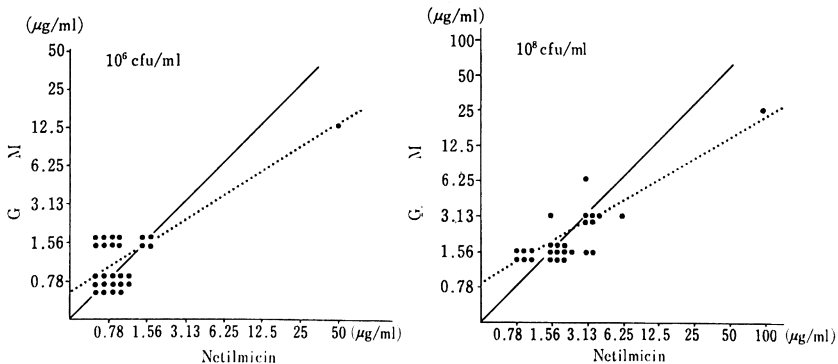 (μg/ml)
50
10⁶ cfu/ml
25
12.5
6.25
3.13
1.56
0.78
G M
0.78 1.56 3.13 6.25 12.5 25 50 (μg/ml)
Netilmicin
(μg/ml)
100
10⁸ cfu/ml
50
25
12.5
6.25
3.13
1.56
0.78
G M
0.78 1.56 3.13 6.25 12.5 25 50 100 (μg/ml)
Netilmicin